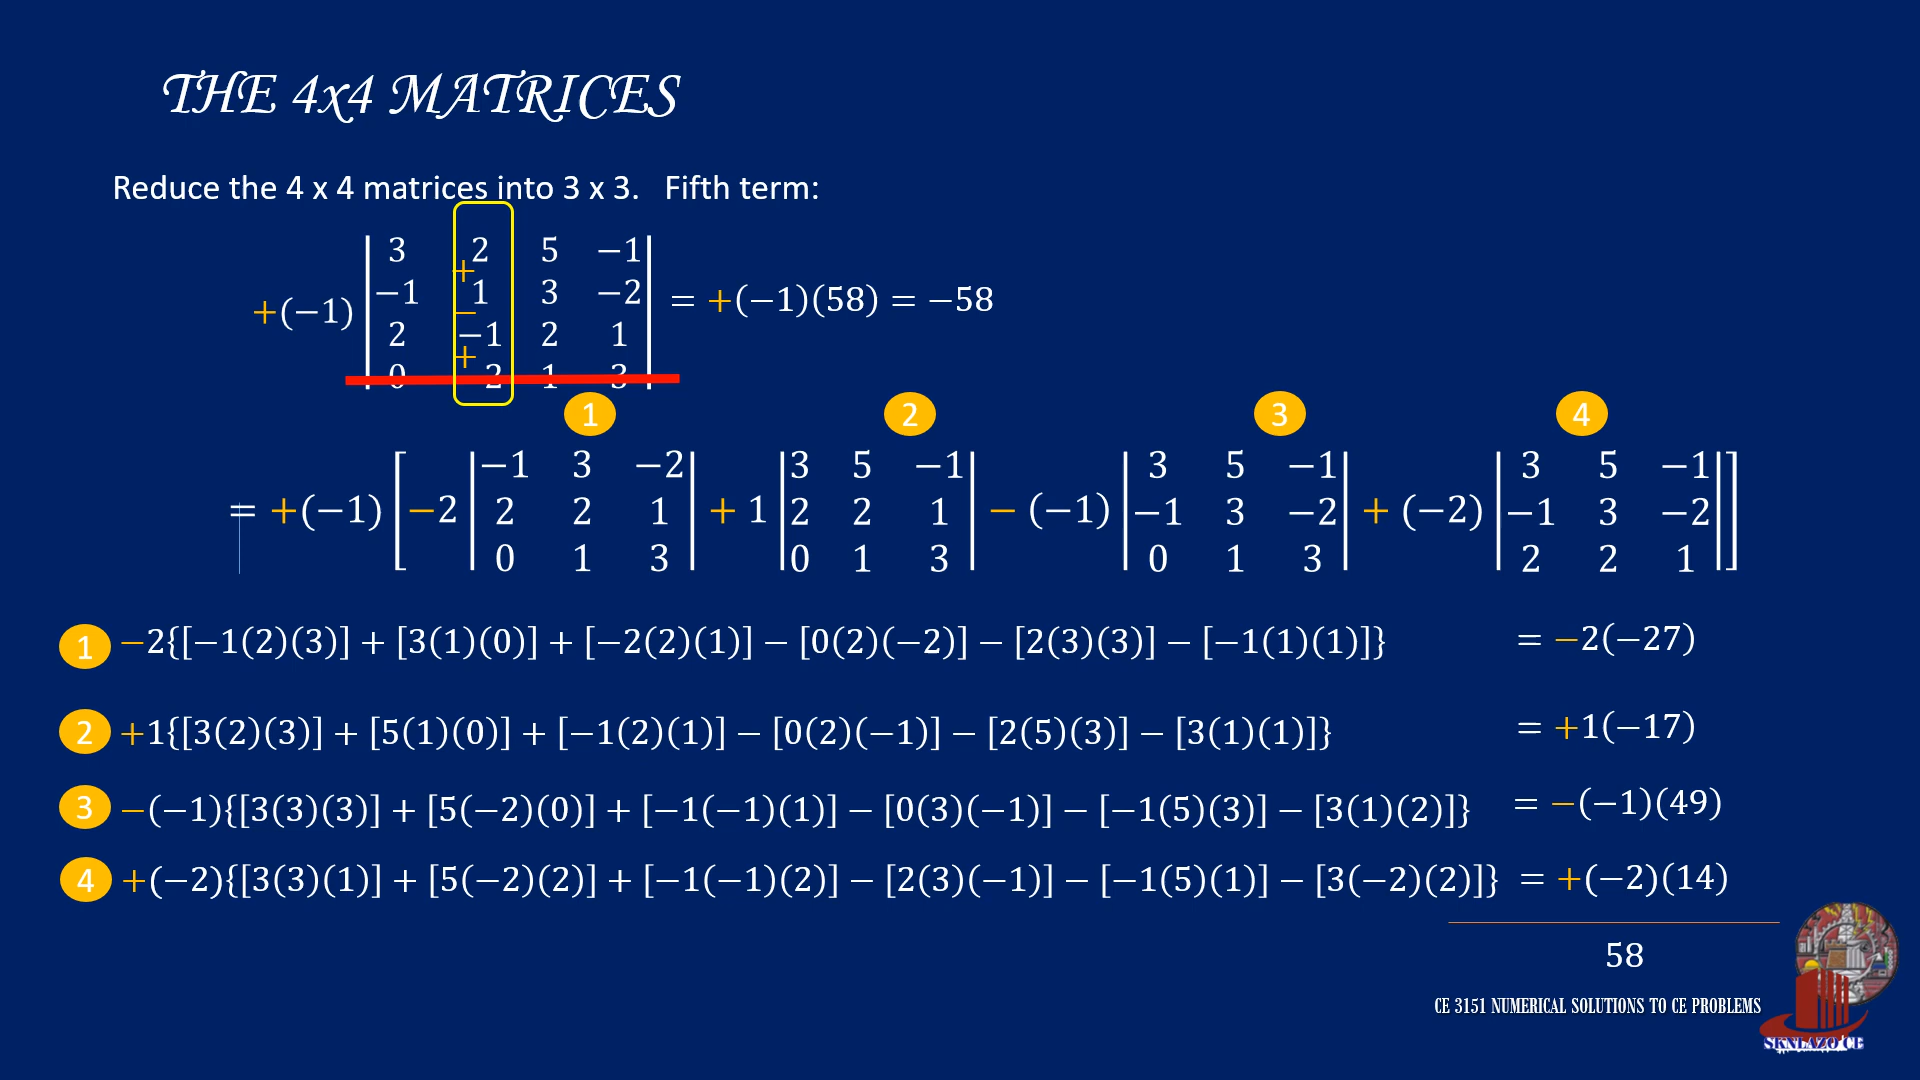 THE 4x4 MATRICES
Reduce the 4 x 4 matrices into 3 x 3. Fifth term:
3 2 5 −1
+
−1 1 3 −2
+(−1) = +(−1)(58) = −58
−
2 −1 2 1
+
0 2 1 3
1 2 3 4
−1 3 −2 3 5 −1 3 5 −1 3 5 −1
= +(−1) [ −2 | 2 2 1 | + 1 | 2 2 1 | − (−1) | −1 3 −2 | + (−2) | −1 3 −2 | ]
0 1 3 0 1 3 0 1 3 2 2 1
1 −2{[−1(2)(3)] + [3(1)(0)] + [−2(2)(1)] − [0(2)(−2)] − [2(3)(3)] − [−1(1)(1)]} = −2(−27)
2 +1{[3(2)(3)] + [5(1)(0)] + [−1(2)(1)] − [0(2)(−1)] − [2(5)(3)] − [3(1)(1)]} = +1(−17)
3 −(−1){[3(3)(3)] + [5(−2)(0)] + [−1(−1)(1)] − [0(3)(−1)] − [−1(5)(3)] − [3(1)(2)]} = −(−1)(49)
4 +(−2){[3(3)(1)] + [5(−2)(2)] + [−1(−1)(2)] − [2(3)(−1)] − [−1(5)(1)] − [3(−2)(2)]} = +(−2)(14)
58
CE 3151 NUMERICAL SOLUTIONS TO CE PROBLEMS
SKNLAZO CE